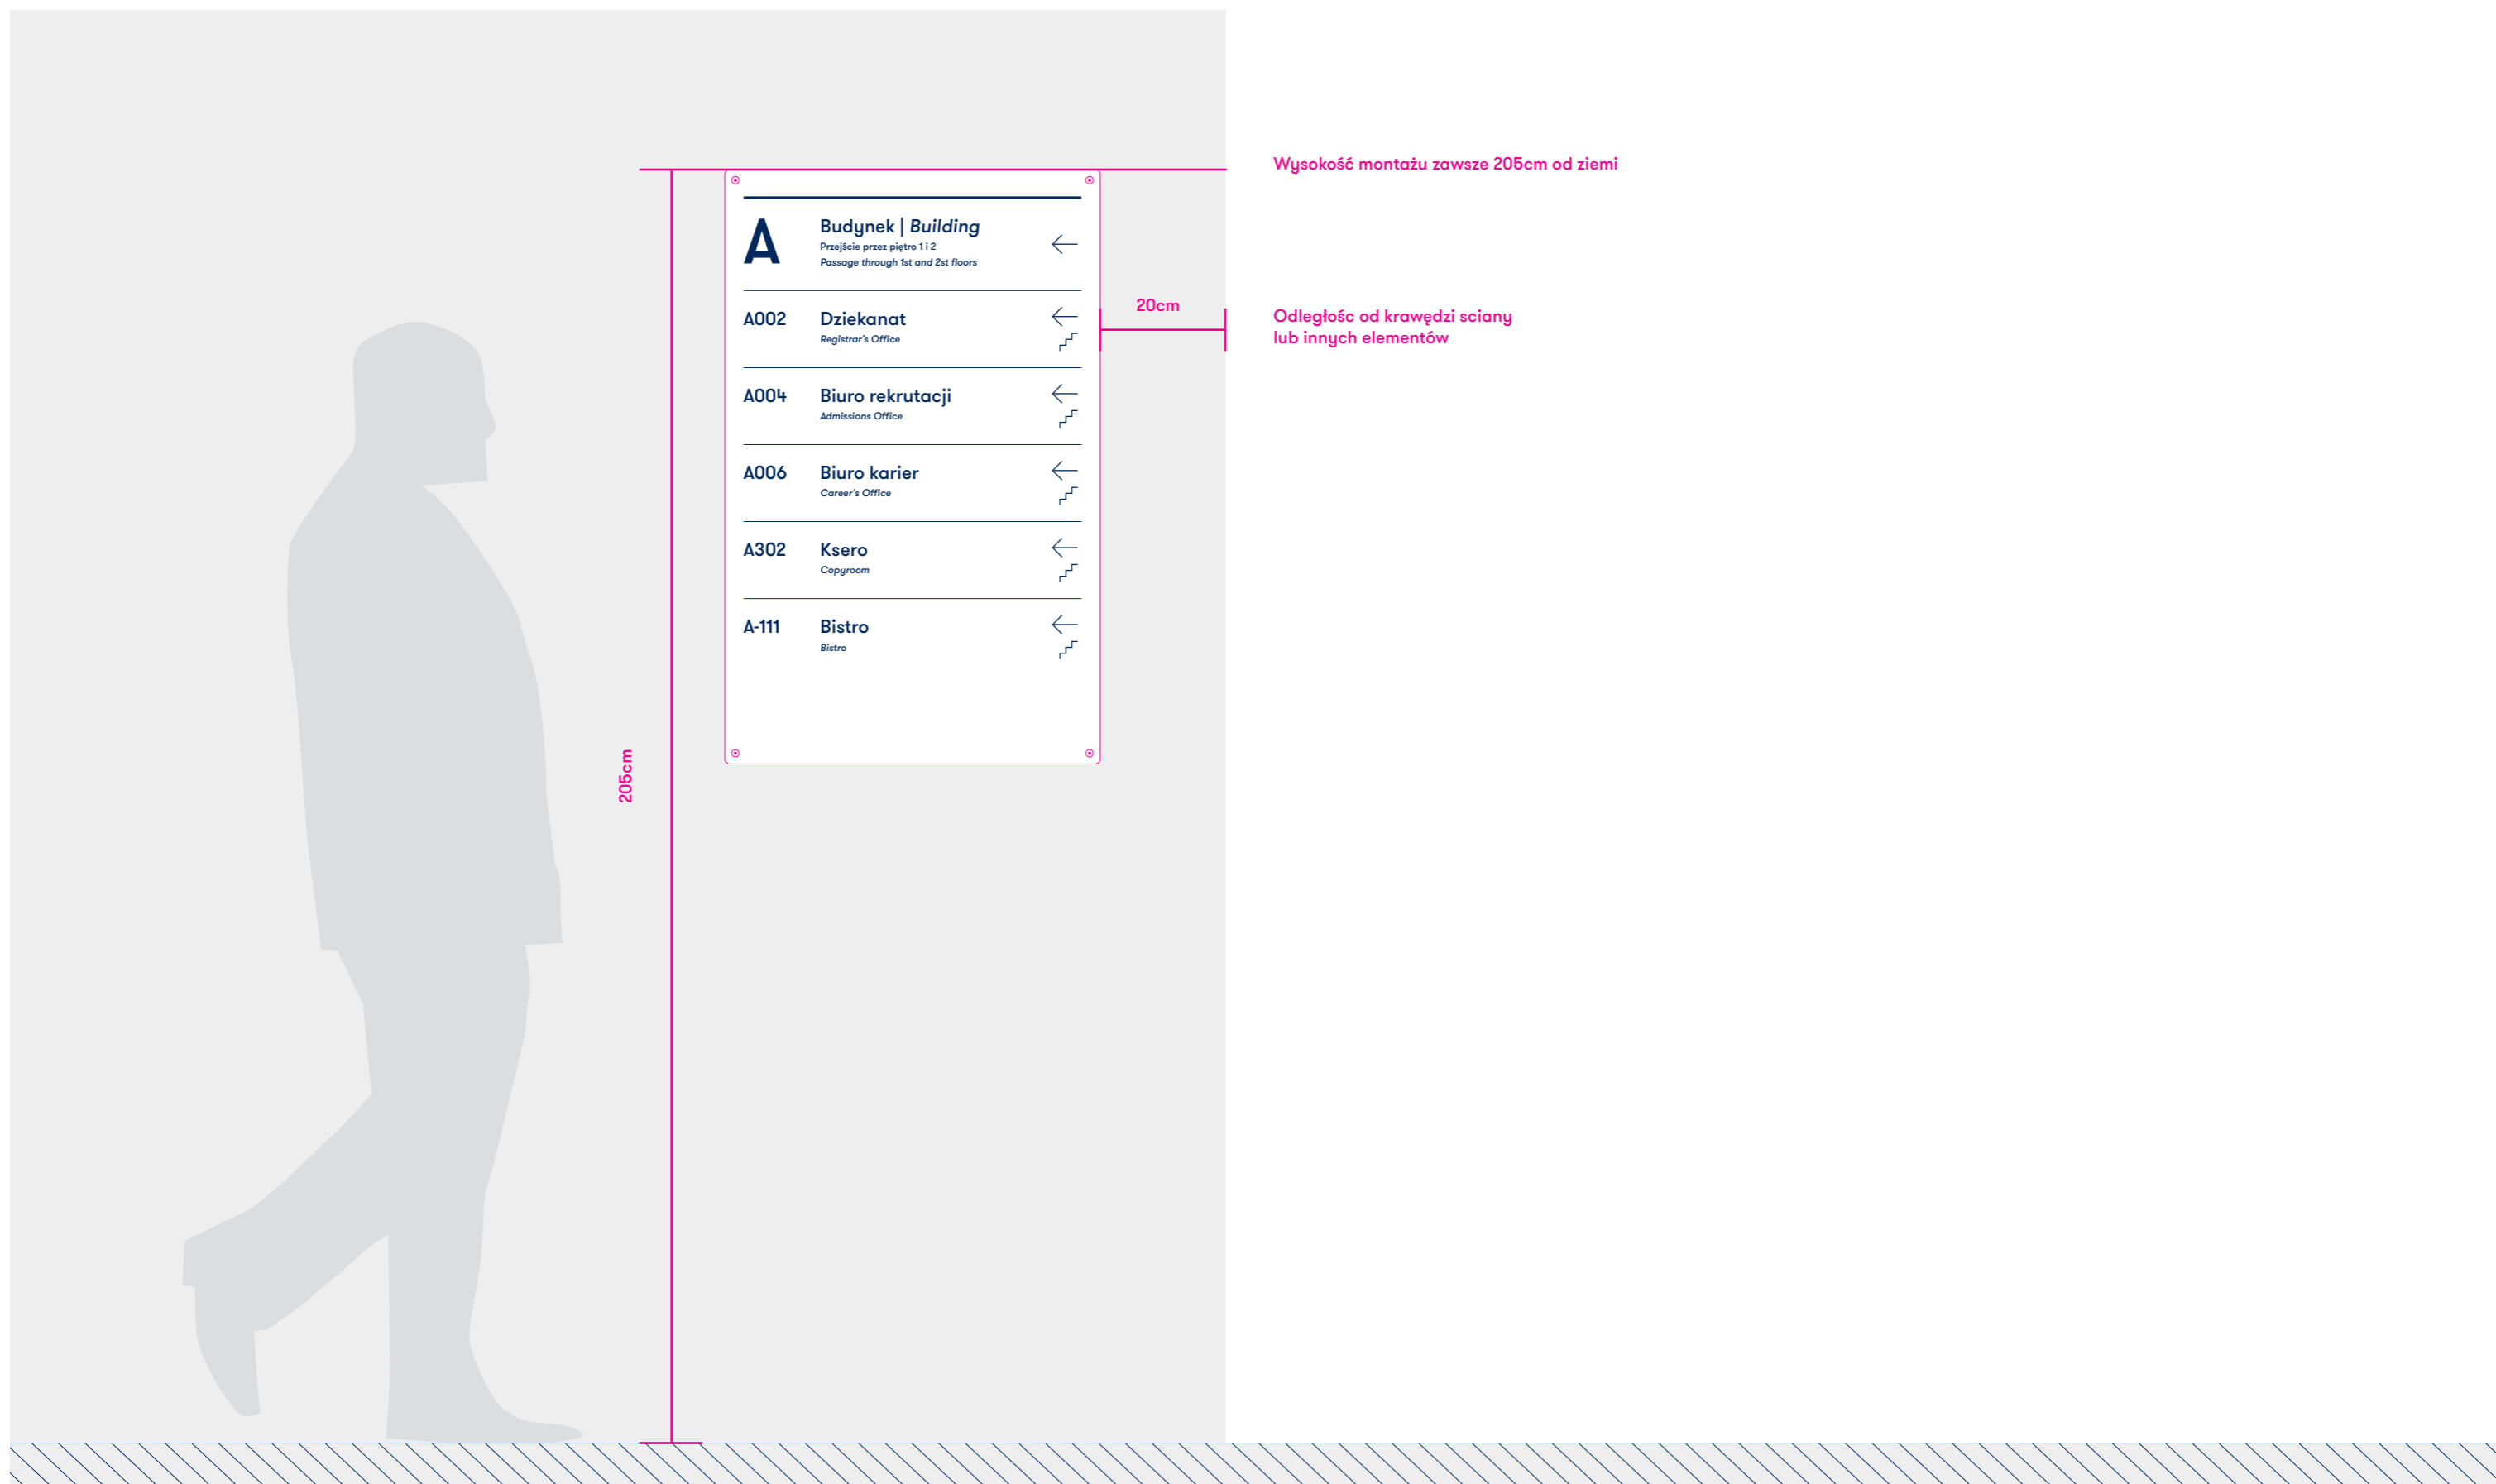 Wysokość montażu zawsze 205cm od ziemi
A
Budynek | Building
Przejście przez piętro 1 i 2
Passage through 1st and 2st floors
20cm
Odległośc od krawędzi sciany
lub innych elementów
A002 Dziekanat
Registrar's Office
A004 Biuro rekrutacji
Admissions Office
A006 Biuro karier
Career's Office
A302 Ksero
Copyroom
A-111 Bistro
Bistro
205cm